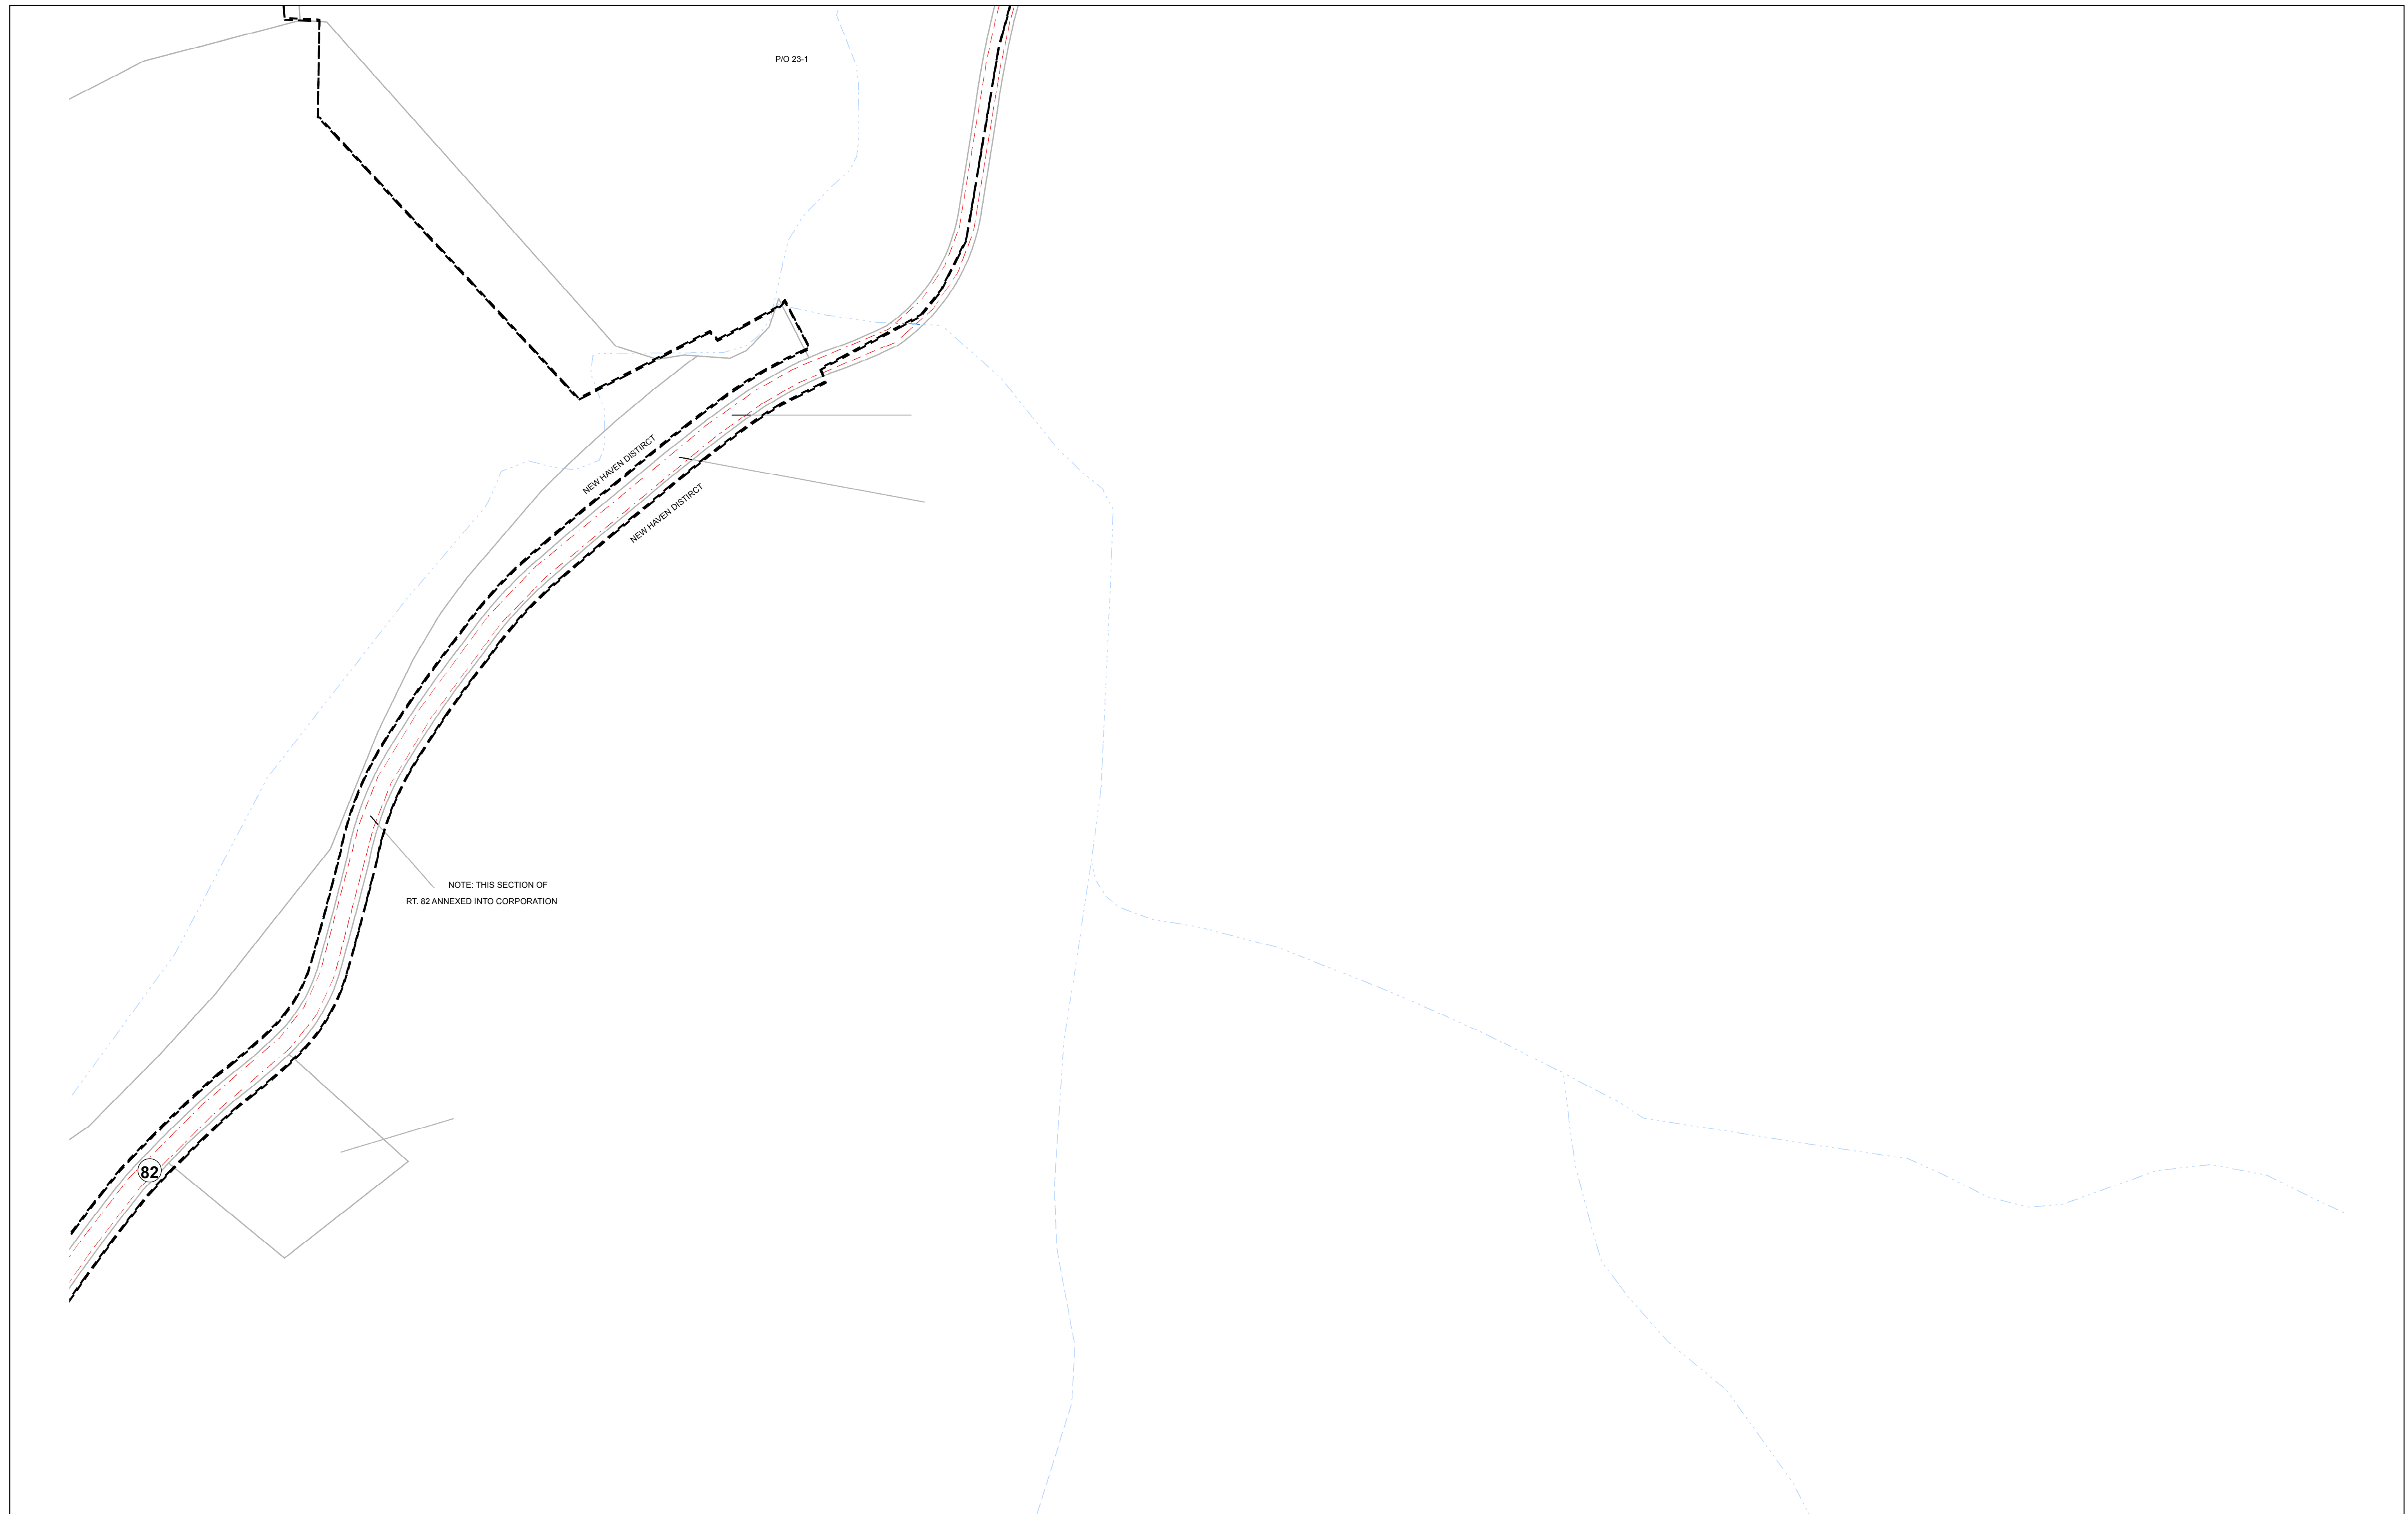 P/O 23-1
NEW HAVEN DISTIRCT
NEW HAVEN DISTIRCT
NOTE: THIS SECTION OF
RT. 82 ANNEXED INTO CORPORATION
82